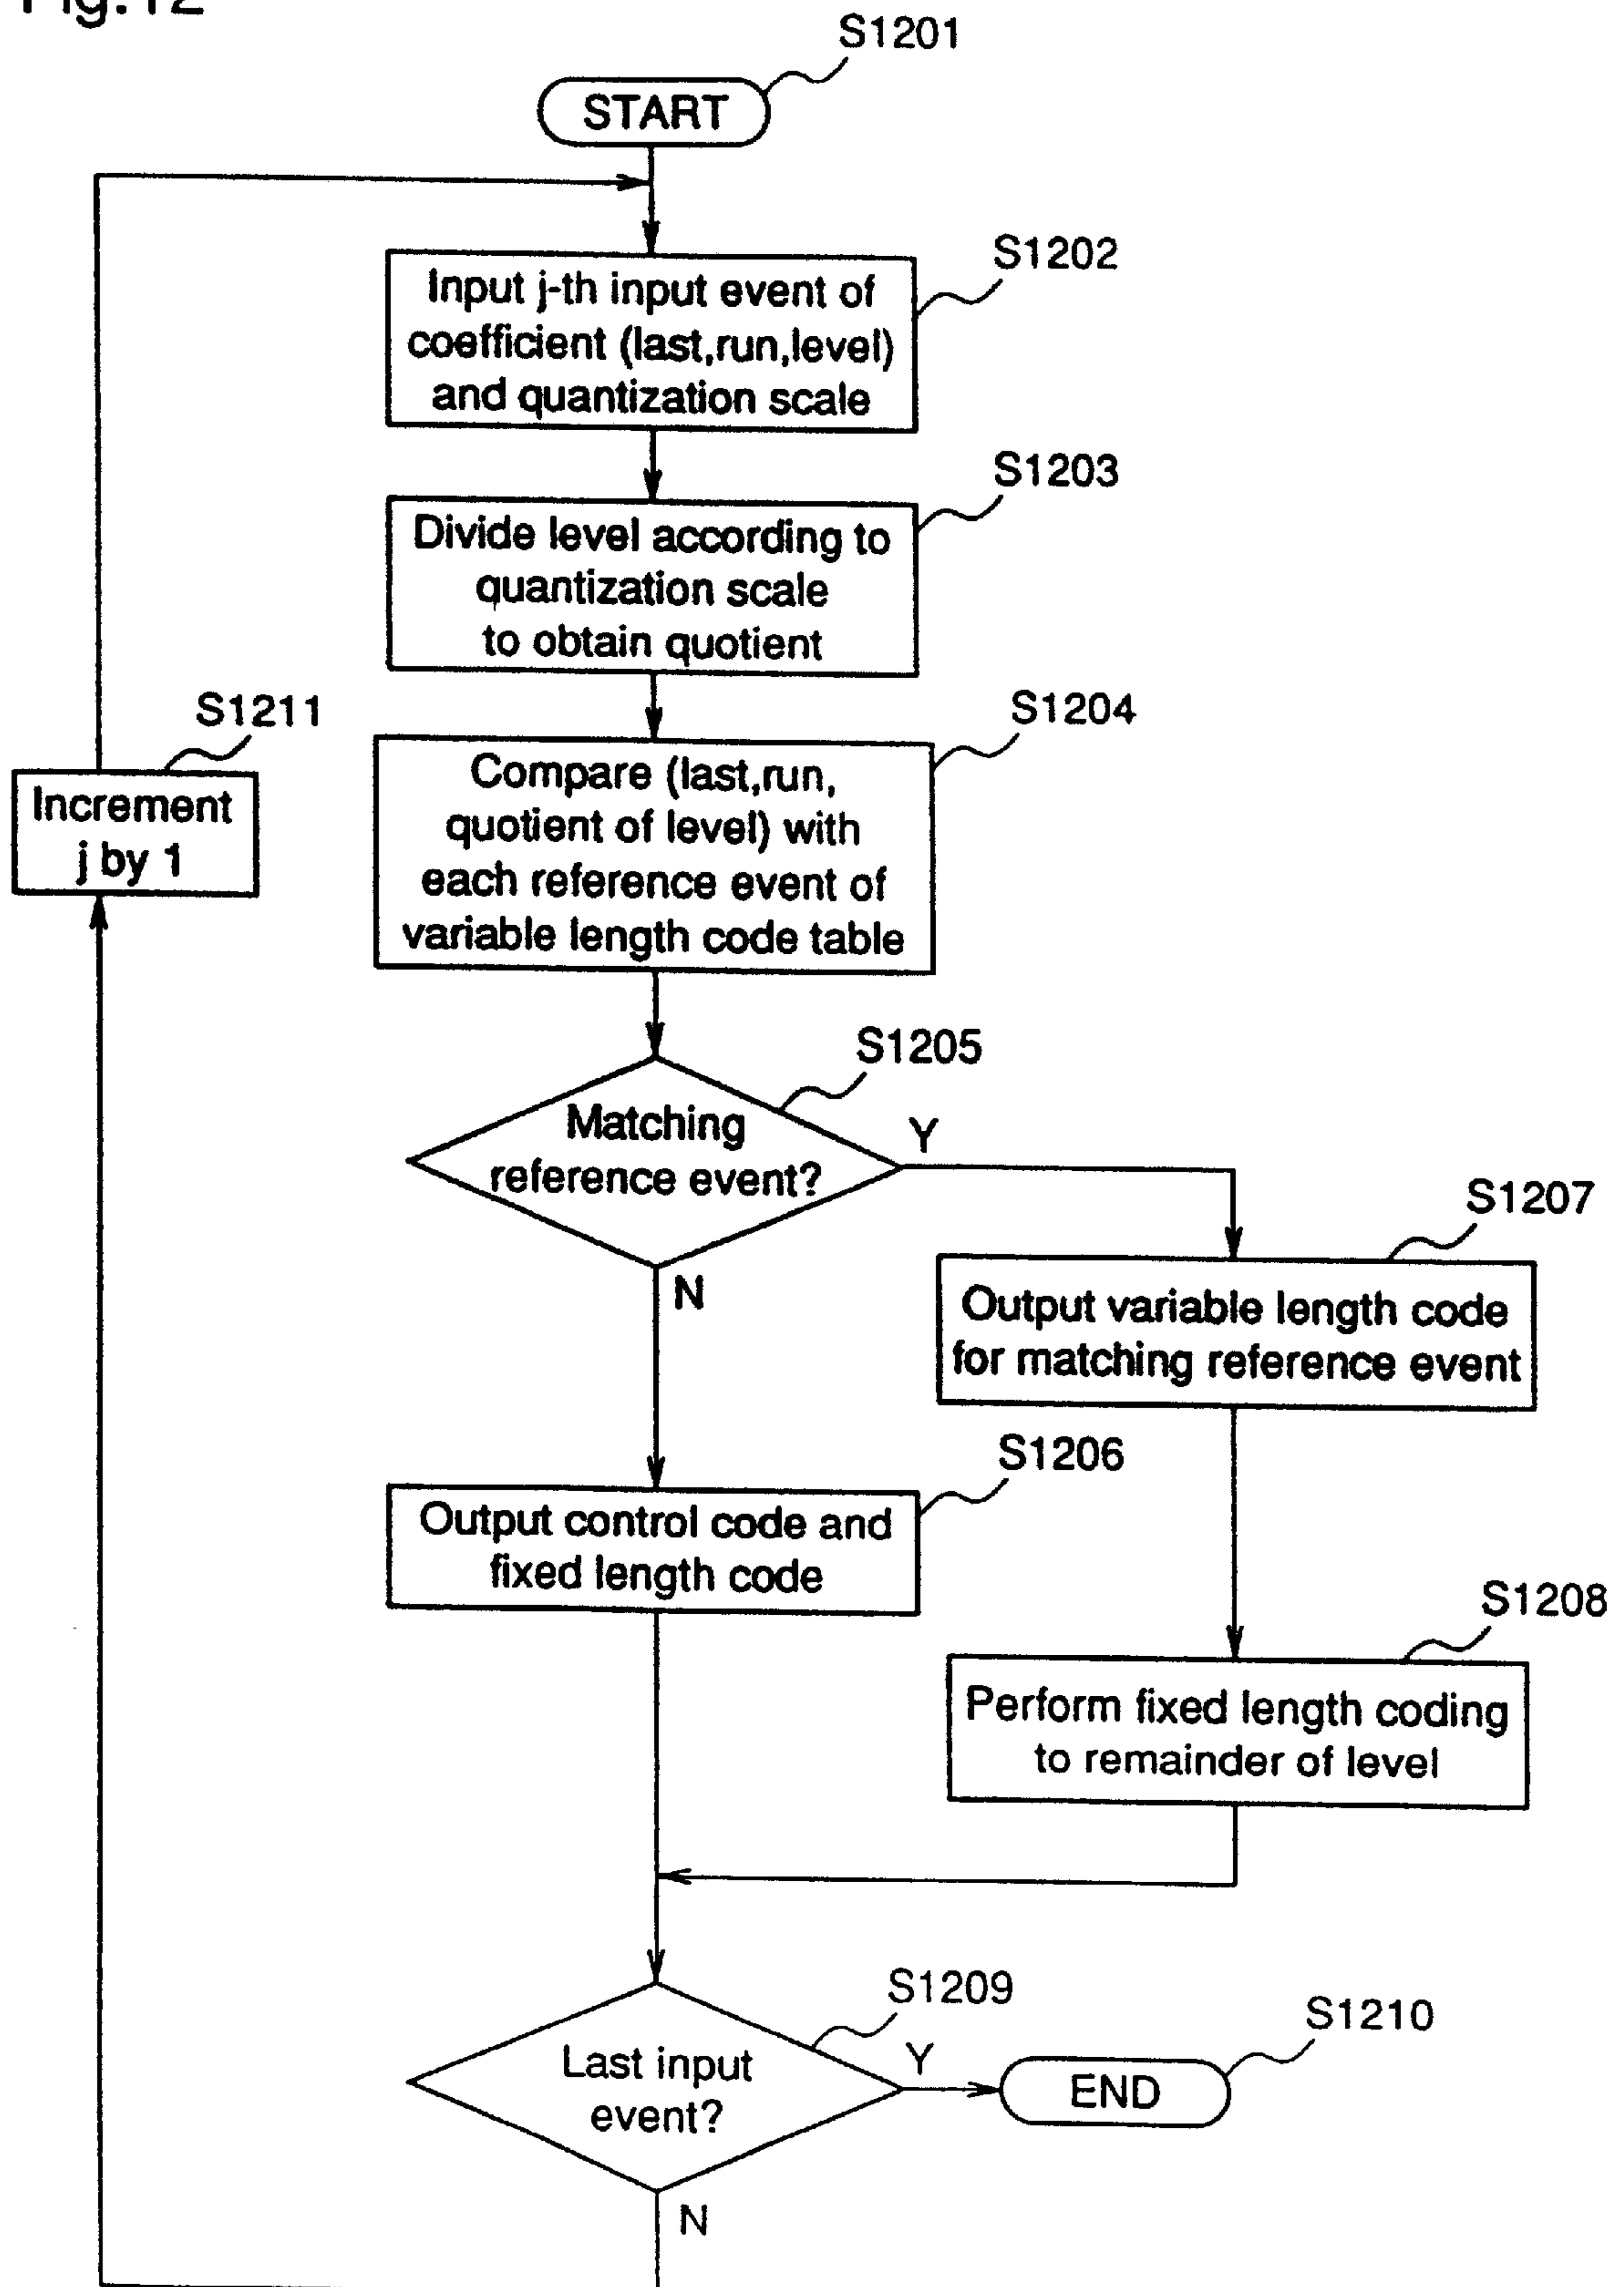 Fig.12
S1201
START
S1202
Input j-th input event of
coefficient (last,run,level)
and quantization scale
S1203
Divide level according to
quantization scale
to obtain quotient
S1211
Increment
j by 1
S1204
Compare (last,run,
quotient of level) with
each reference event of
variable length code table
S1205
Matching
reference event?
Y
N
S1207
Output variable length code
for matching reference event
S1206
Output control code and
fixed length code
S1208
Perform fixed length coding
to remainder of level
S1209
Last input
event?
Y
S1210
END
N